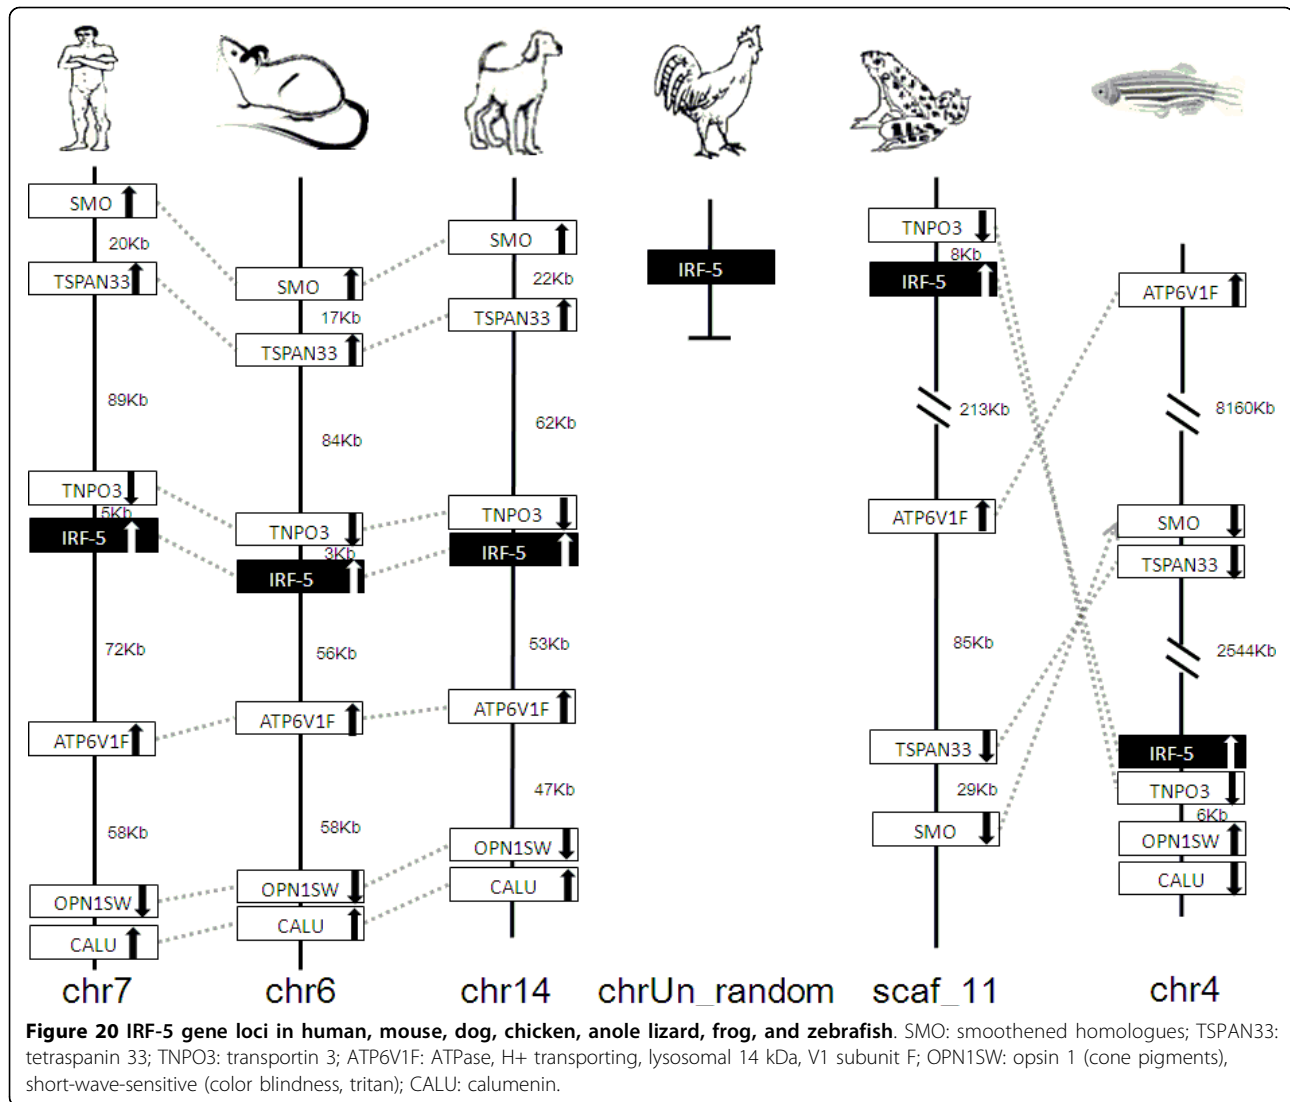 SMO
20Kb
TSPAN33
89Kb
TNPO3
5Kb
IRF-5
72Kb
ATP6V1F
58Kb
OPN1SW
CALU
chr7
SMO
17Kb
TSPAN33
84Kb
TNPO3
3Kb
IRF-5
56Kb
ATP6V1F
58Kb
OPN1SW
CALU
chr6
SMO
22Kb
TSPAN33
62Kb
TNPO3
IRF-5
53Kb
ATP6V1F
47Kb
OPN1SW
CALU
chr14
IRF-5
chrUn_random
TNPO3
8Kb
IRF-5
213Kb
ATP6V1F
85Kb
TSPAN33
29Kb
SMO
scaf_11
ATP6V1F
8160Kb
SMO
TSPAN33
2544Kb
IRF-5
TNPO3
6Kb
OPN1SW
CALU
chr4
Figure 20 IRF-5 gene loci in human, mouse, dog, chicken, anole lizard, frog, and zebrafish. SMO: smoothened homologues; TSPAN33:
tetraspanin 33; TNPO3: transportin 3; ATP6V1F: ATPase, H+ transporting, lysosomal 14 kDa, V1 subunit F; OPN1SW: opsin 1 (cone pigments),
short-wave-sensitive (color blindness, tritan); CALU: calumenin.